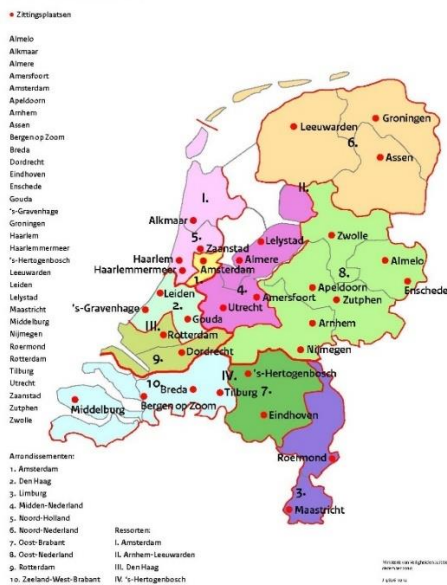 Zittingsplaatsen
Almelo
Alkmaar
Almere
Amersfoort
Amsterdam
Apeldoorn
Arnhem
Assen
Bergen op Zoom
Breda
Dordrecht
Eindhoven
Enschede
Gouda
's-Gravenhage
Groningen
Haarlem
Haarlemmermeer
's-Hertogenbosch
Leeuwarden
Leiden
Lelystad
Maastricht
Middelburg
Nijmegen
Roermond
Rotterdam
Tilburg
Utrecht
Zaanstad
Zutphen
Zwolle
Arrondissementen:
1. Amsterdam
2. Den Haag
3. Limburg
4. Midden-Nederland
5. Noord-Holland
6. Noord-Nederland
7. Oost-Brabant
8. Oost-Nederland
9. Rotterdam
10. Zeeland-West-Brabant
Ressorten:
I. Amsterdam
II. Arnhem-Leeuwarden
III. Den Haag
IV. 's-Hertogenbosch
Groningen
Leeuwarden
6.
Assen
I.
II.
Alkmaar
5.
Zaanstad
Lelystad
Zwolle
Haarlem
Haarlemmermeer
Amsterdam
Almere
Almelo
8.
1.
4.
Enschede
Leiden
2.
Amersfoort
Apeldoorn
Zutphen
's-Gravenhage
Utrecht
Gouda
III.
Rotterdam
Arnhem
Dordrecht
9.
Nijmegen
IV.
's-Hertogenbosch
10.
Breda
Tilburg
7.
Middelburg
Bergen op Zoom
Eindhoven
Roermond
3.
Maastricht